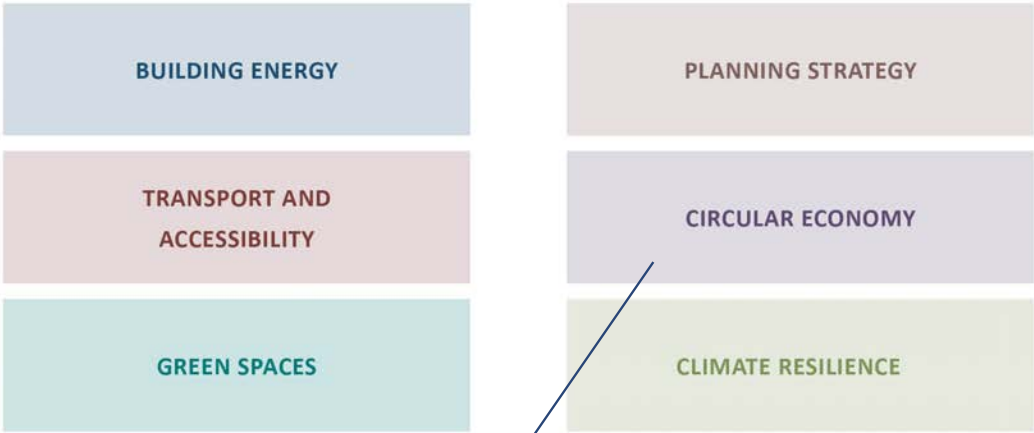 BUILDING ENERGY
PLANNING STRATEGY
TRANSPORT AND
ACCESSIBILITY
CIRCULAR ECONOMY
GREEN SPACES
CLIMATE RESILIENCE